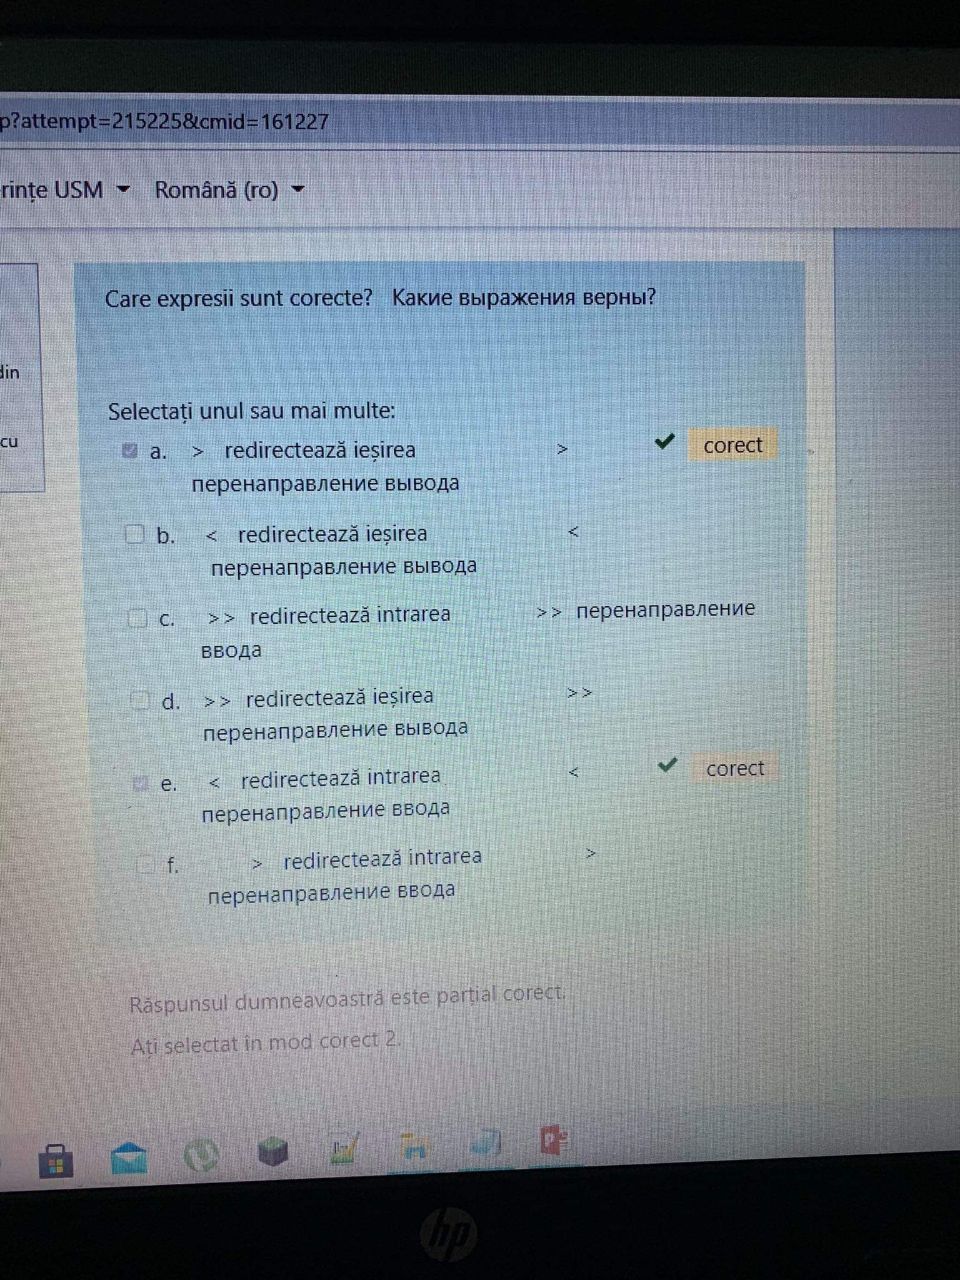 p?attempt=215225&cmid=161227
rințe USM Română (ro)
Care expresii sunt corecte? Какие выражения верны?
din
Selectați unul sau mai multe:
cu
a. > redirectează ieșirea > corect
перенаправление вывода
b. < redirectează ieșirea <
перенаправление вывода
c. >> redirectează intrarea >> перенаправление
ввода
d. >> redirectează ieșirea >>
перенаправление вывода
e. < redirectează intrarea < corect
перенаправление ввода
f. > redirectează intrarea >
перенаправление ввода
Răspunsul dumneavoastră este parțial corect.
Ați selectat în mod corect 2.
hp